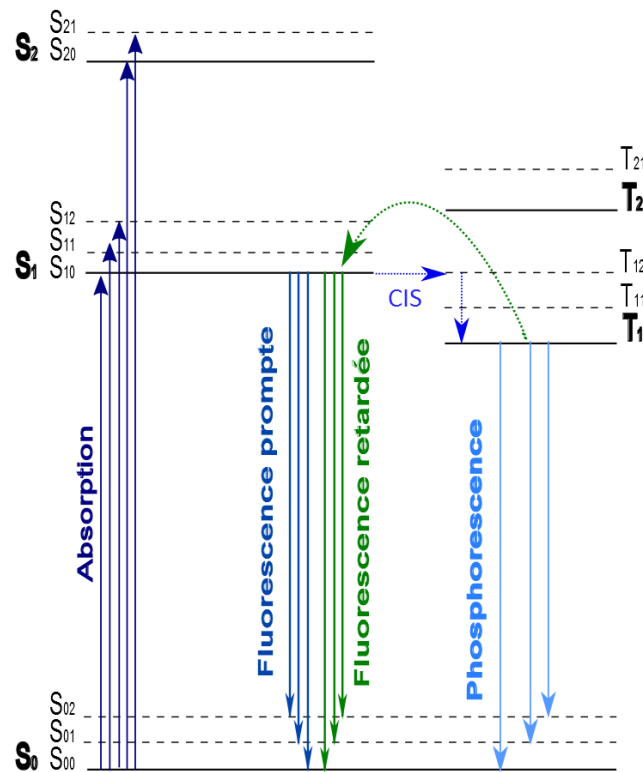 S21
S2 S20
T21
T2
S12
S11
S1 S10
T12
T11
T1
CIS
Absorption
Fluorescence prompte
Fluorescence retardée
Phosphorescence
S02
S01
S0 S00